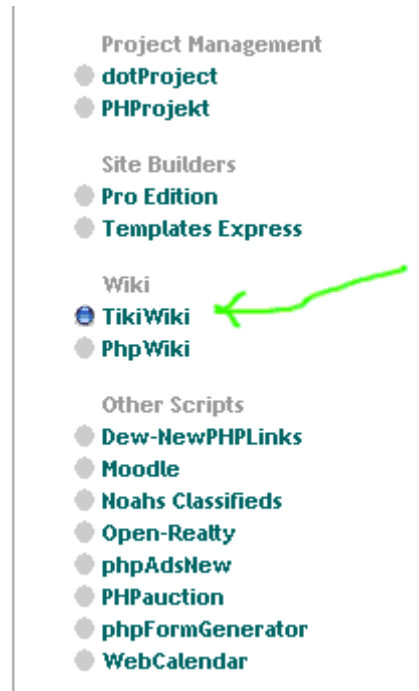 Project Management
dotProject
PHProjekt
Site Builders
Pro Edition
Templates Express
Wiki
TikiWiki
PhpWiki
Other Scripts
Dew-NewPHPLinks
Moodle
Noahs Classifieds
Open-Realty
phpAdsNew
PHPauction
phpFormGenerator
WebCalendar